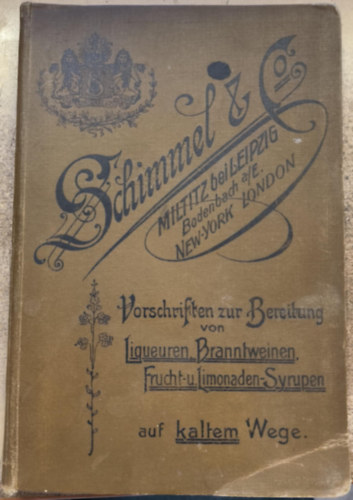 Schimmel & Co.
MILTITZ bei LEIPZIG
Bodenbach a/E.
NEW-YORK LONDON
Vorschriften zur Bereitung
von
Liqueuren, Branntweinen,
Frucht-u. Limonaden-Syrupen
auf kaltem Wege.